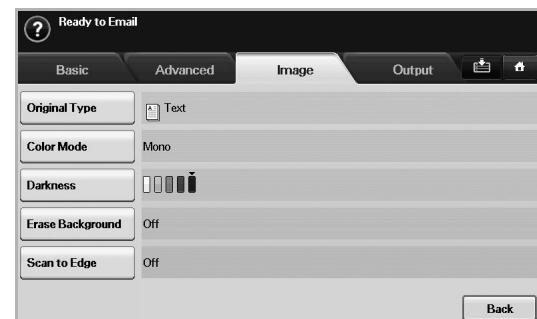 Ready to Email
Basic Advanced Image Output
Original Type Text
Color Mode Mono
Darkness
Erase Background Off
Scan to Edge Off
Back